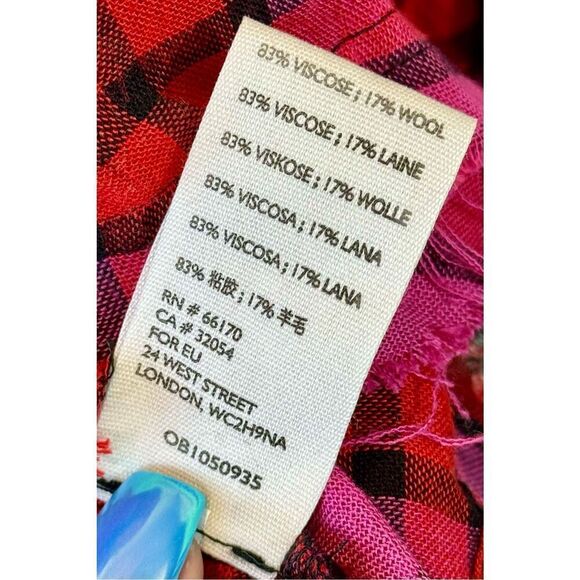 83% VISCOSE ; 17% WOOL
83% VISCOSE ; 17% LAINE
83% VISKOSE ; 17% WOLLE
83% VISCOSA ; 17% LANA
83% VISCOSA ; 17% LANA
83% 粘胶 ; 17% 羊毛
RN # 66170
CA # 32054
FOR EU
24 WEST STREET
LONDON, WC2H9NA
OB1050935